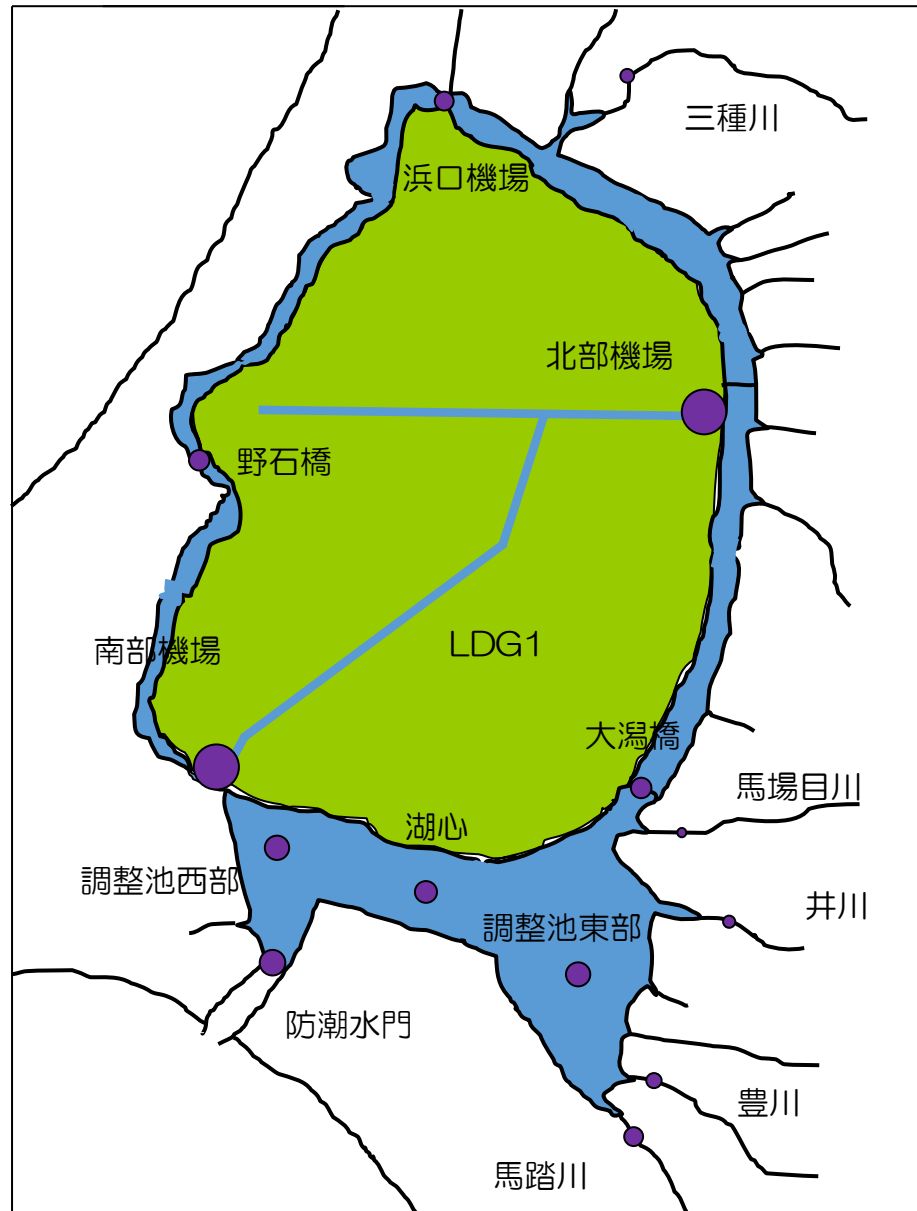 三種川
浜口機場
北部機場
野石橋
南部機場
LDG1
大潟橋
馬場目川
湖心
調整池西部
井川
調整池東部
防潮水門
豊川
馬踏川